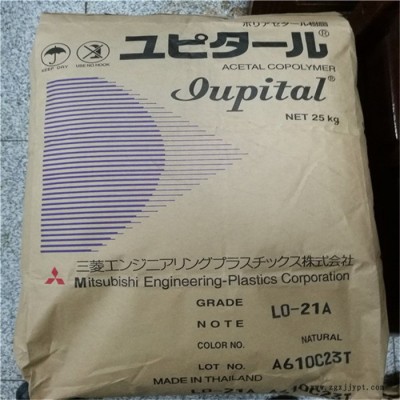 ポリアセタール樹脂
ユピタール®
KEEP DRY
USE NO HOOK
ACETAL COPOLYMER
Iupital®
NET 25 kg
三菱エンジニアリングプラスチックス株式会社
Mitsubishi Engineering-Plastics Corporation
GRADE LO-21A
NOTE
COLOR NO. NATURAL
LOT NO. A610C23T
MADE IN THAILAND